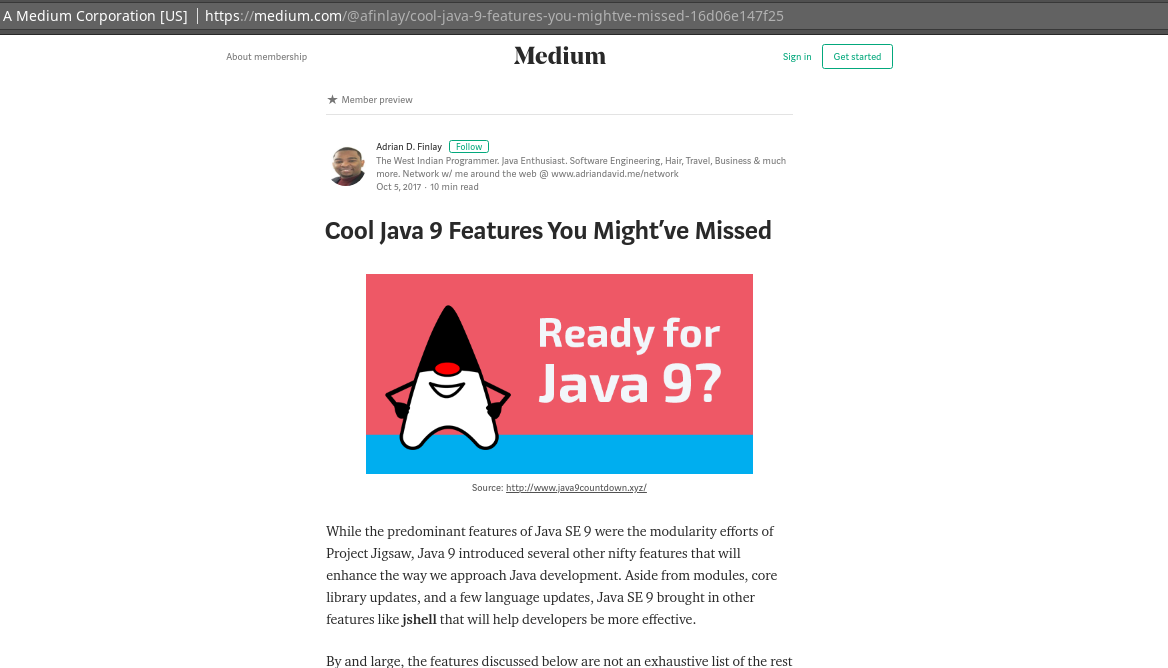 A Medium Corporation [US] | https://medium.com/@afinlay/cool-java-9-features-you-mightve-missed-16d06e147f25
About membership
Medium
Sign in
Get started
★ Member preview
Adrian D. Finlay
Follow
The West Indian Programmer. Java Enthusiast. Software Engineering, Hair, Travel, Business & much
more. Network w/ me around the web @ www.adriandavid.me/network
Oct 5, 2017 · 10 min read
Cool Java 9 Features You Might’ve Missed
Ready for
Java 9?
Source: http://www.java9countdown.xyz/
While the predominant features of Java SE 9 were the modularity efforts of
Project Jigsaw, Java 9 introduced several other nifty features that will
enhance the way we approach Java development. Aside from modules, core
library updates, and a few language updates, Java SE 9 brought in other
features like jshell that will help developers be more effective.
By and large, the features discussed below are not an exhaustive list of the rest